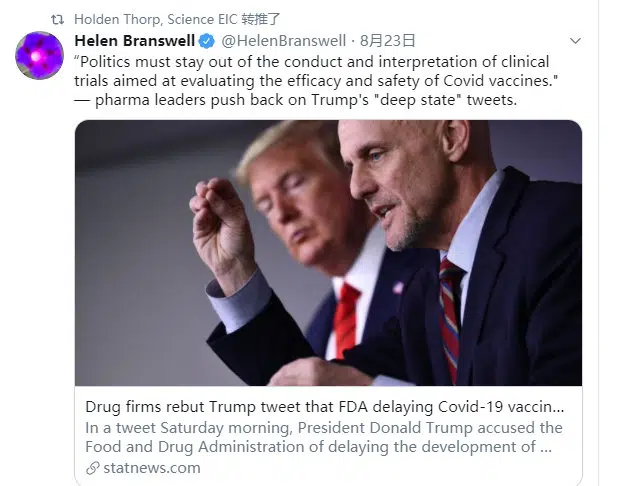 Holden Thorp, Science EIC 转推了
Helen Branswell @HelenBranswell · 8月23日
“Politics must stay out of the conduct and interpretation of clinical
trials aimed at evaluating the efficacy and safety of Covid vaccines."
— pharma leaders push back on Trump's "deep state" tweets.
Drug firms rebut Trump tweet that FDA delaying Covid-19 vaccin...
In a tweet Saturday morning, President Donald Trump accused the
Food and Drug Administration of delaying the development of ...
statnews.com